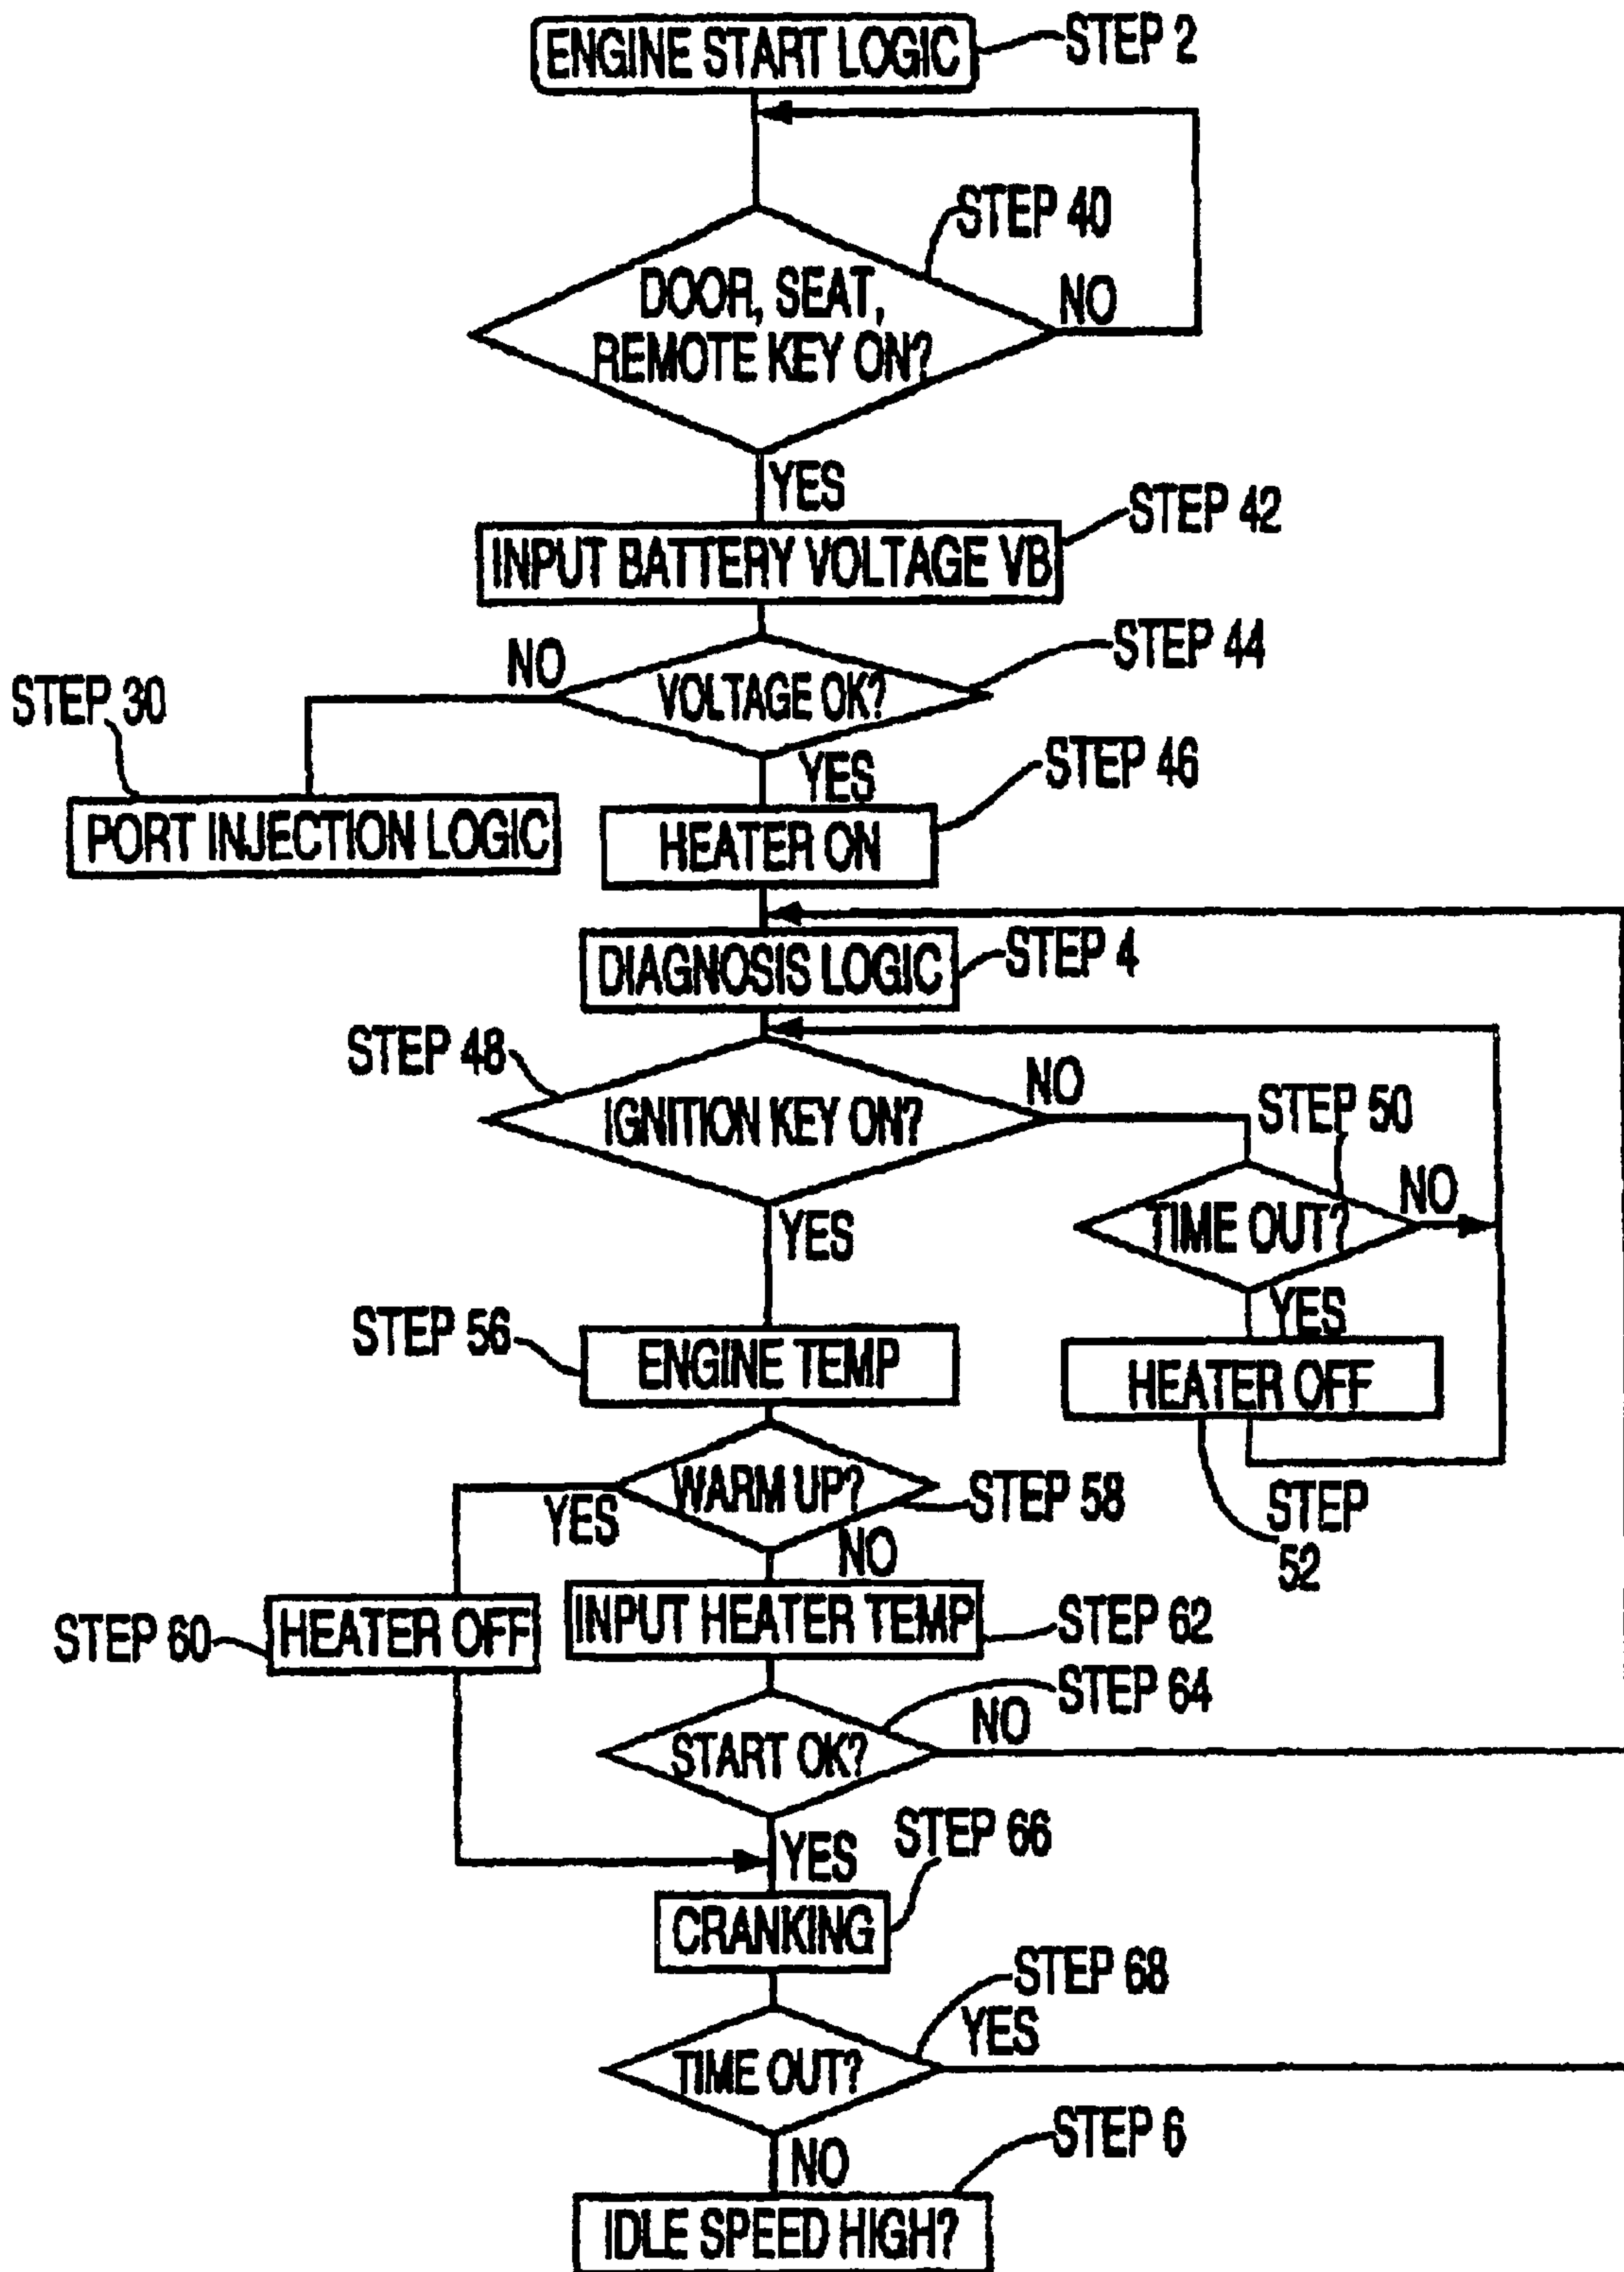 ENGINE START LOGIC
STEP 2
STEP 40
DOOR, SEAT,
REMOTE KEY ON?
NO
YES
STEP 42
INPUT BATTERY VOLTAGE VB
STEP 44
NO
VOLTAGE OK?
STEP 30
YES
STEP 46
PORT INJECTION LOGIC
HEATER ON
DIAGNOSIS LOGIC
STEP 4
STEP 48
IGNITION KEY ON?
NO
STEP 50
TIME OUT?
NO
YES
YES
STEP 56
ENGINE TEMP
HEATER OFF
WARM UP?
STEP 58
YES
NO
STEP
52
STEP 60
HEATER OFF
INPUT HEATER TEMP
STEP 62
STEP 64
START OK?
NO
YES
STEP 66
CRANKING
STEP 68
TIME OUT?
YES
NO
STEP 6
IDLE SPEED HIGH?